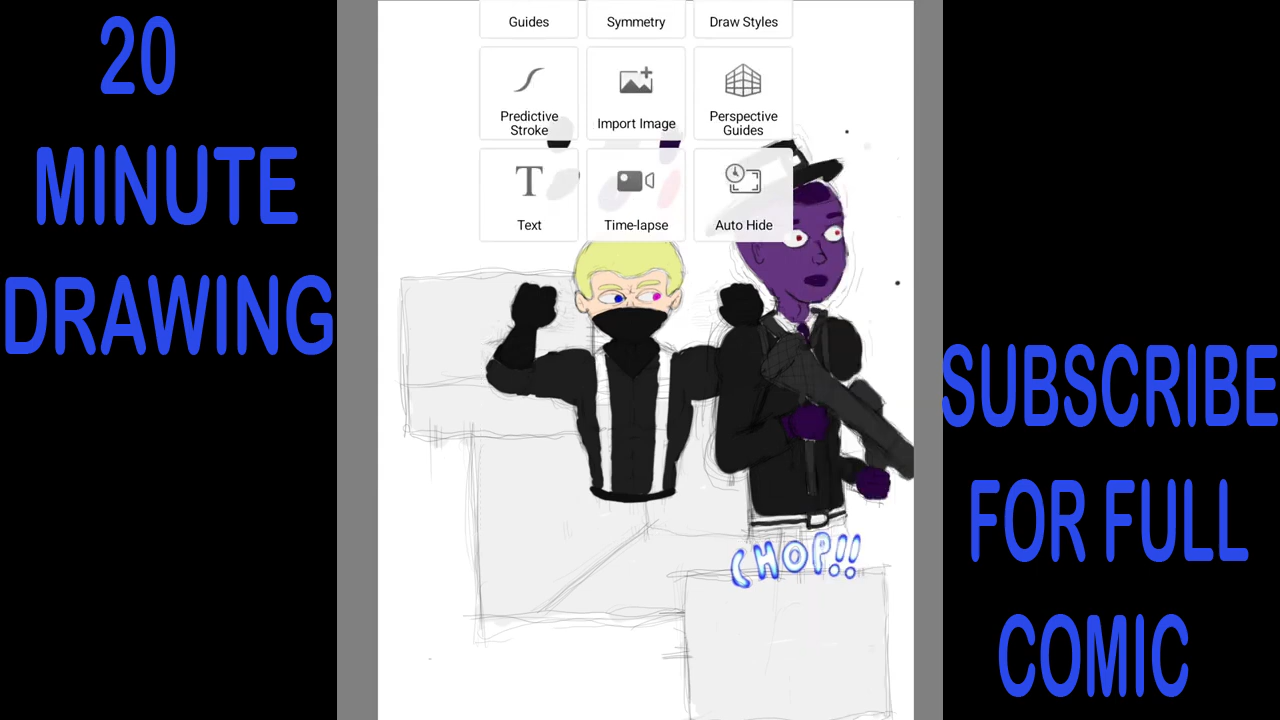 20
MINUTE
DRAWING
Guides
Symmetry
Draw Styles
Predictive
Stroke
Import Image
Perspective
Guides
T
Text
Time-lapse
Auto Hide
CHOP!!
SUBSCRIBE
FOR FULL
COMIC